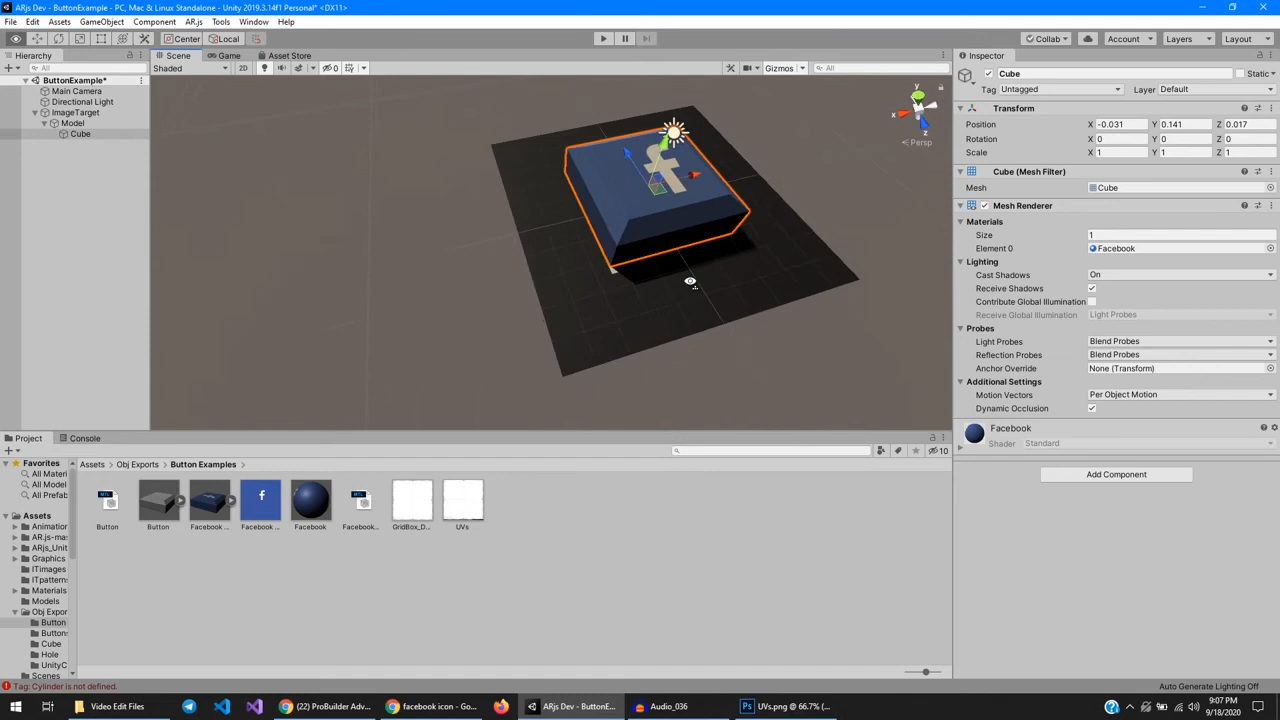 ARjs Dev - ButtonExample - PC, Mac & Linux Standalone - Unity 2019.3.14f1 Personal* <DX11>
File Edit Assets GameObject Component AR.js Tools Window Help
Center Local Collab Account Layers Layout
Hierarchy
All
ButtonExample*
Main Camera
Directional Light
ImageTarget
Model
Cube
Scene Game Asset Store
Shaded 2D 0 Gizmos All
y
x
z
Persp
f
Inspector
Cube Static
Tag Untagged Layer Default
Transform
Position X -0.031 Y 0.141 Z 0.017
Rotation X 0 Y 0 Z 0
Scale X 1 Y 1 Z 1
Cube (Mesh Filter)
Mesh Cube
Mesh Renderer
Materials
Size 1
Element 0 Facebook
Lighting
Cast Shadows On
Receive Shadows
Contribute Global Illumination
Receive Global Illumination Light Probes
Probes
Light Probes Blend Probes
Reflection Probes Blend Probes
Anchor Override None (Transform)
Additional Settings
Motion Vectors Per Object Motion
Dynamic Occlusion
Facebook
Shader Standard
Add Component
Project Console
10
Favorites
All Materi
All Model
All Prefab
Assets
Animation
AR.js-mas
ARjs_Unit
Graphics
ITimages
ITpatterns
Materials
Models
Obj Expor
Button
Button
Cube
Hole
UnityC
Scenes
Assets Obj Exports Button Examples
MTL f MTL
Button Button Facebook ... Facebook ... Facebook Facebook... GridBox_D... UVs
Tag: Cylinder is not defined.
Auto Generate Lighting Off
Video Edit Files (22) ProBuilder Adv... facebook icon - Go... ARjs Dev - ButtonE... Audio_036 UVs.png @ 66.7% (...
9:07 PM
9/18/2020